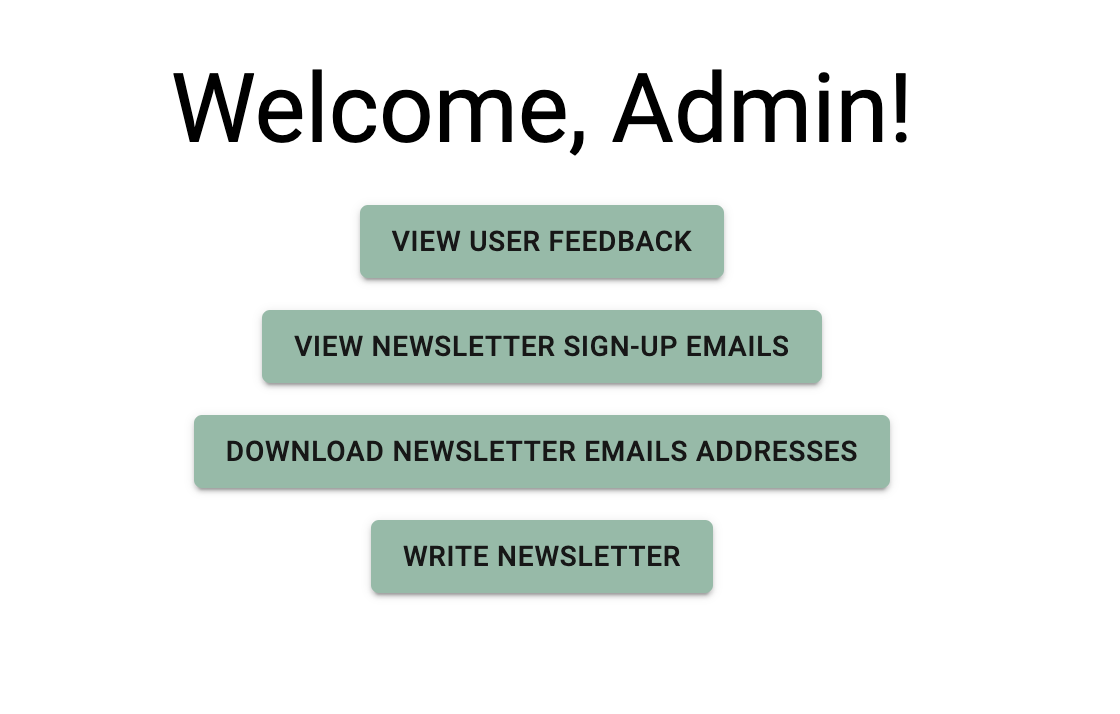 Welcome, Admin!
VIEW USER FEEDBACK
VIEW NEWSLETTER SIGN-UP EMAILS
DOWNLOAD NEWSLETTER EMAILS ADDRESSES
WRITE NEWSLETTER